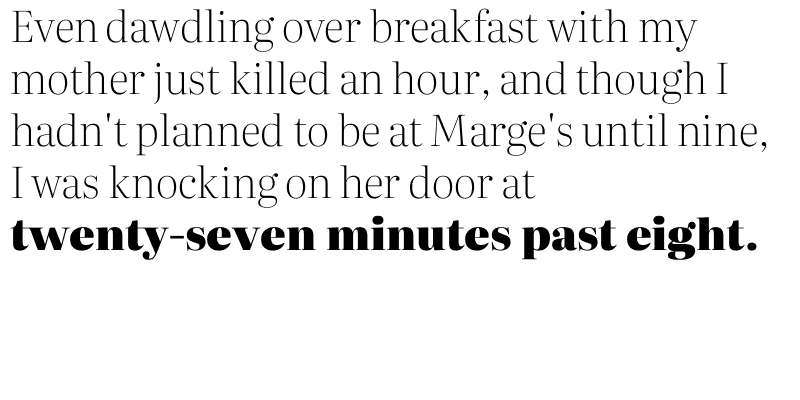 Even dawdling over breakfast with my
mother just killed an hour, and though I
hadn't planned to be at Marge's until nine,
I was knocking on her door at
twenty-seven minutes past eight.